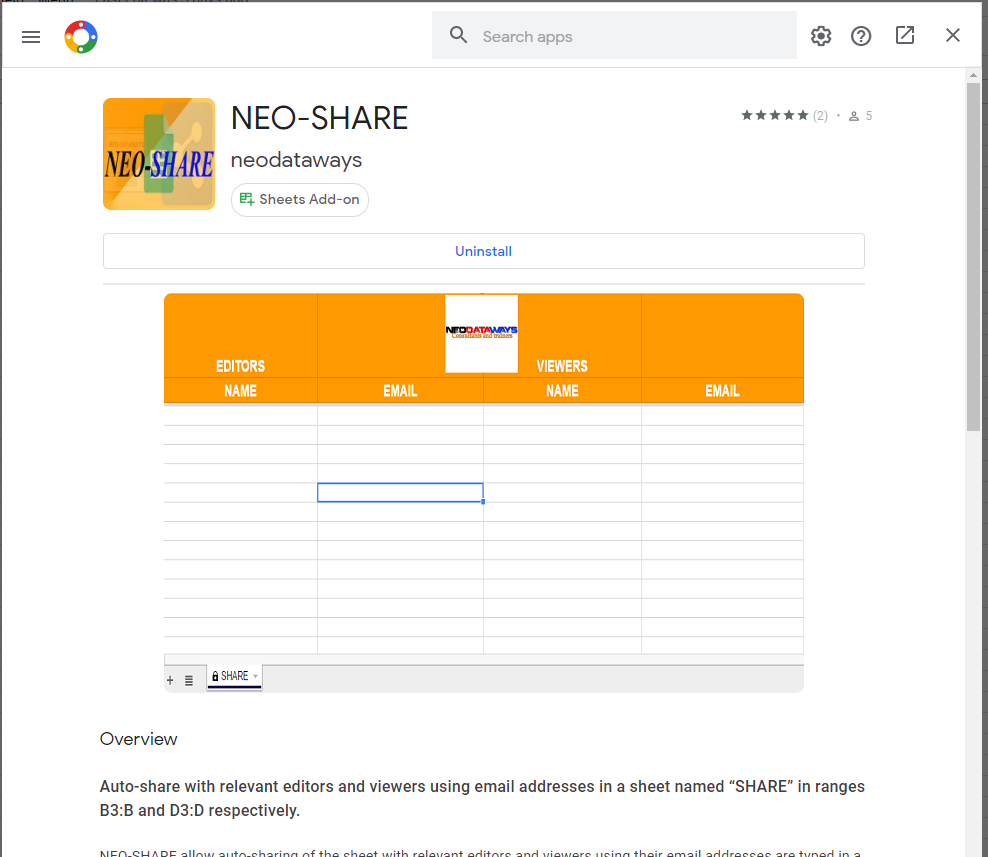 Search apps
NEO-SHARE
NEO-SHARE
neodataways
★★★★★ (2) · 5
Sheets Add-on
Uninstall
NEODATAWAYS
Consultants and trainers
EDITORS VIEWERS
NAME EMAIL NAME EMAIL
+ SHARE
Overview
Auto-share with relevant editors and viewers using email addresses in a sheet named “SHARE” in ranges
B3:B and D3:D respectively.
NEO-SHARE allow auto-sharing of the sheet with relevant editors and viewers using their email addresses are typed in a